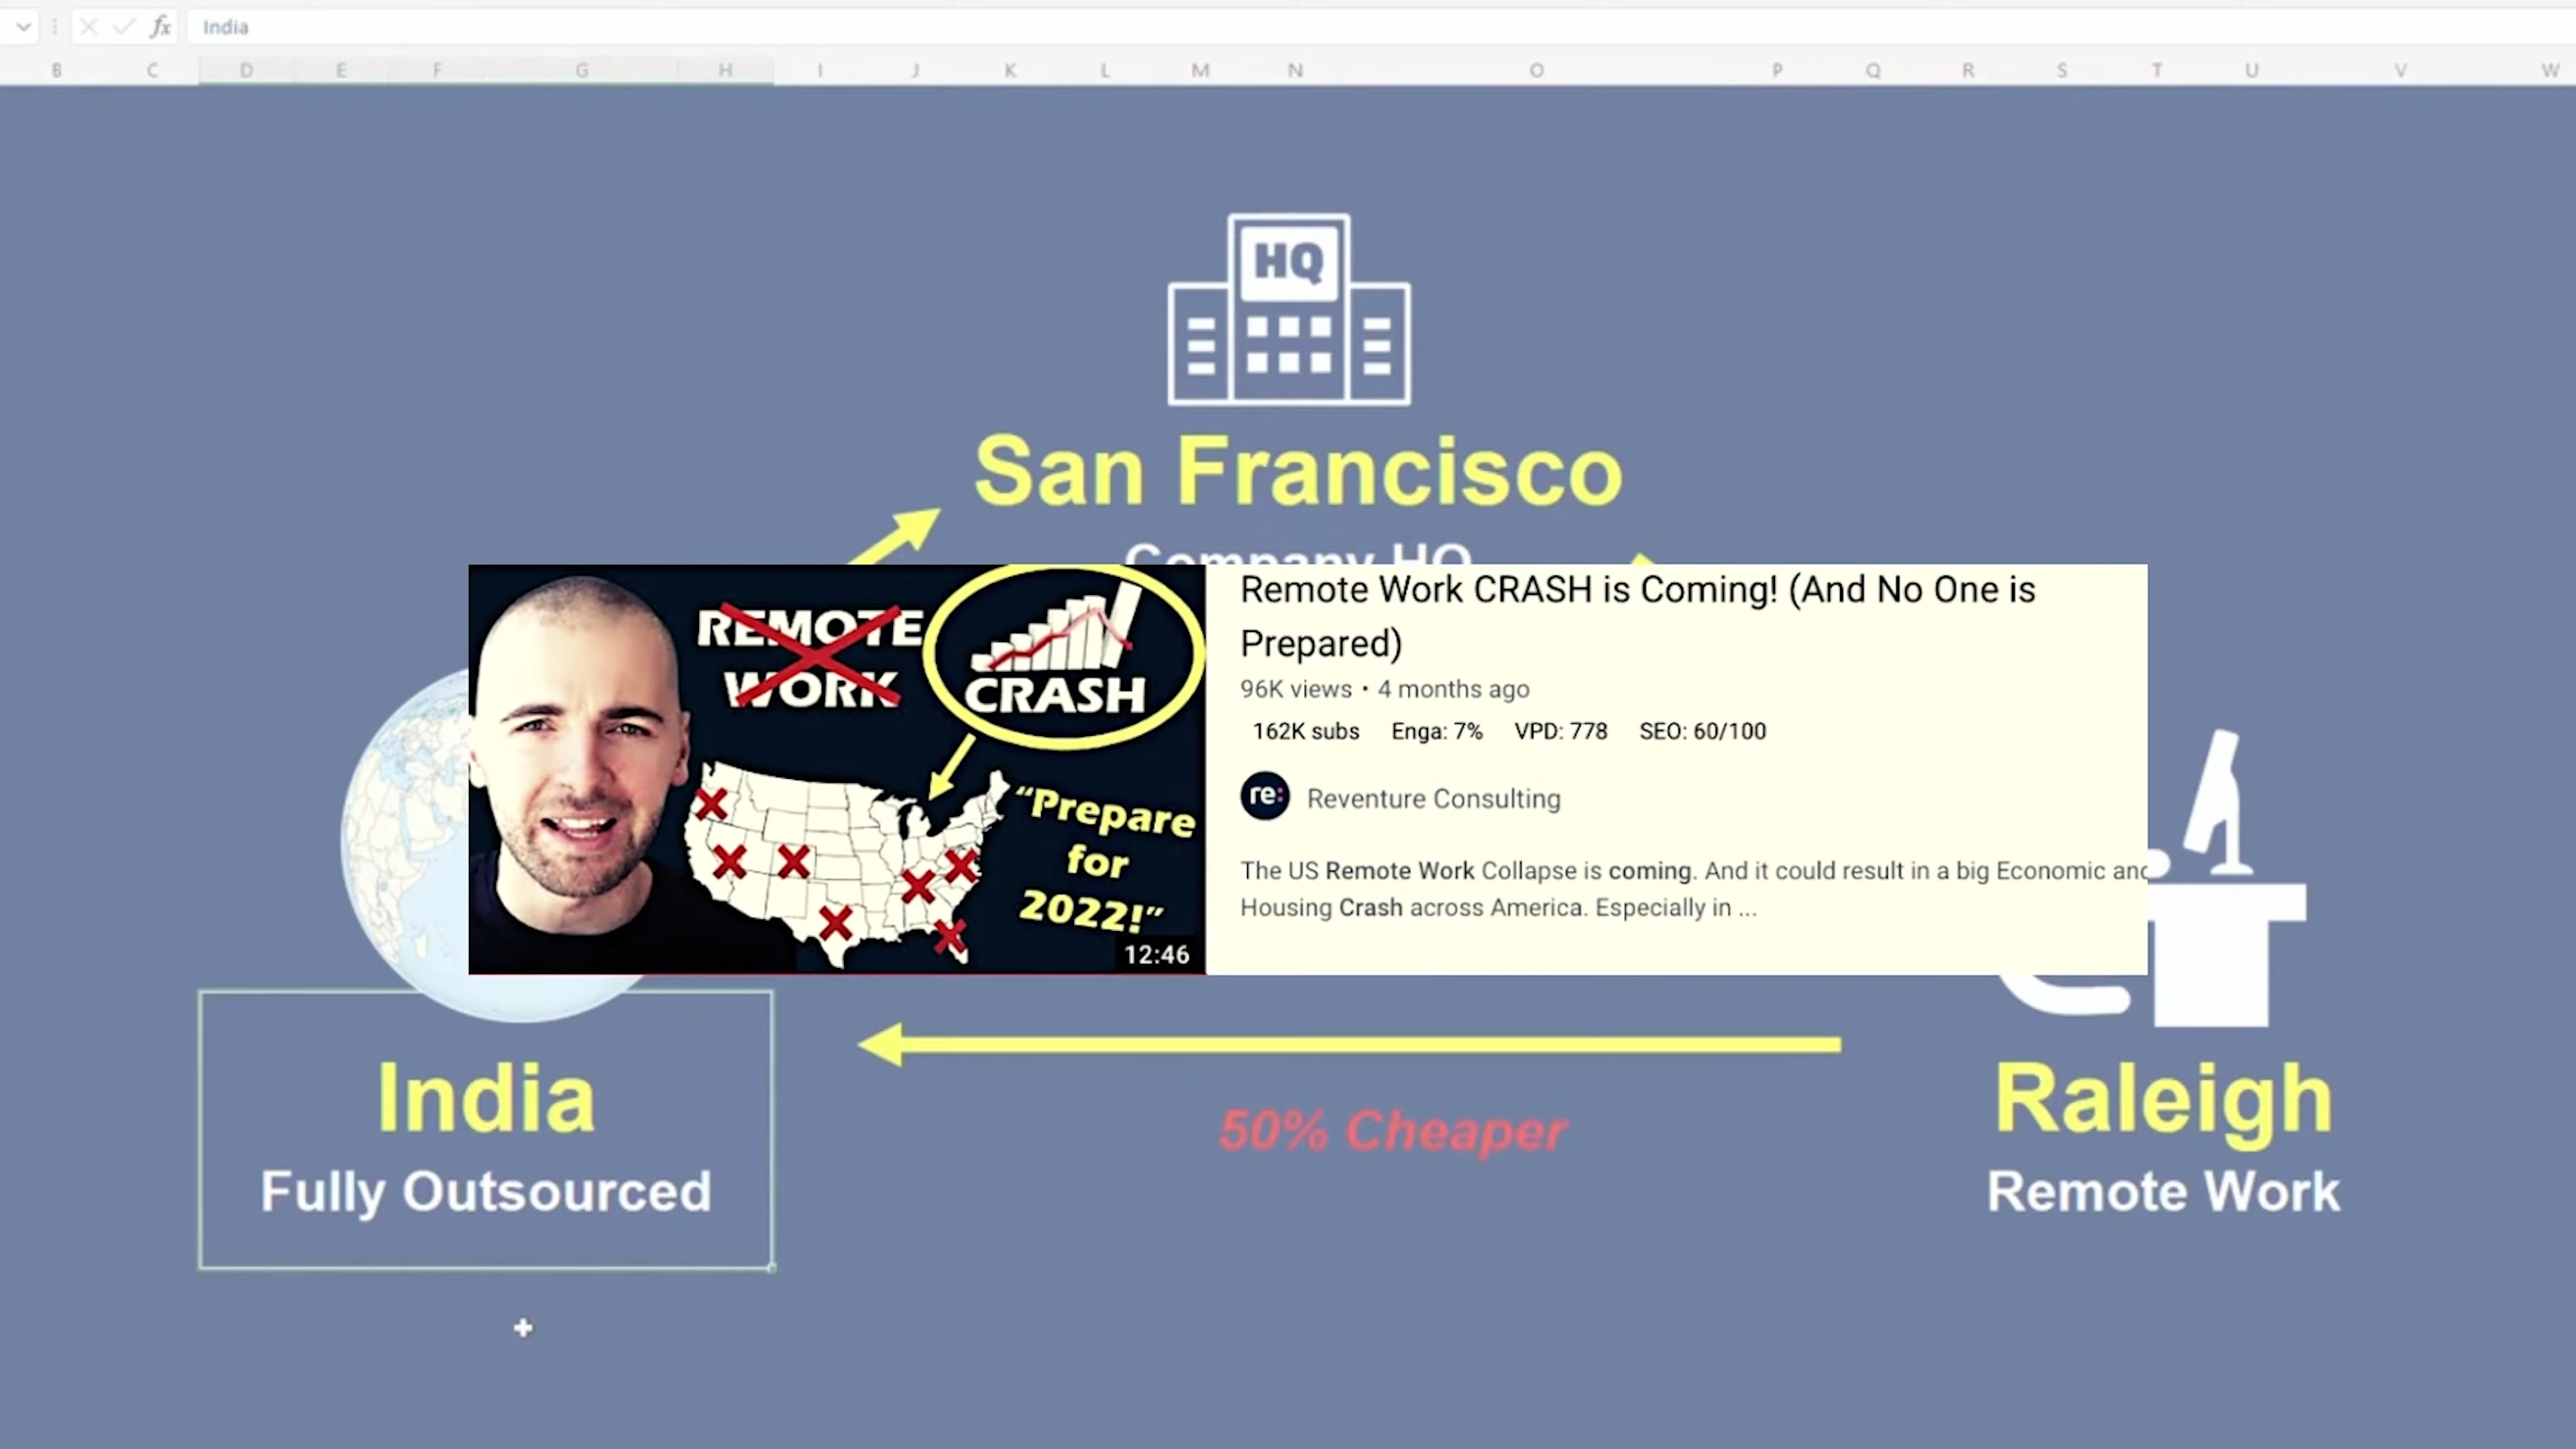 India
B C D E F G H I J K L M N O P Q R S T U V W
HQ
San Francisco
Company HQ
REMOTE
WORK
CRASH
"Prepare
for
2022!"
12:46
Remote Work CRASH is Coming! (And No One is
Prepared)
96K views • 4 months ago
162K subs Enga: 7% VPD: 778 SEO: 60/100
re: Reventure Consulting
The US Remote Work Collapse is coming. And it could result in a big Economic and
Housing Crash across America. Especially in ...
India
Fully Outsourced
50% Cheaper
Raleigh
Remote Work